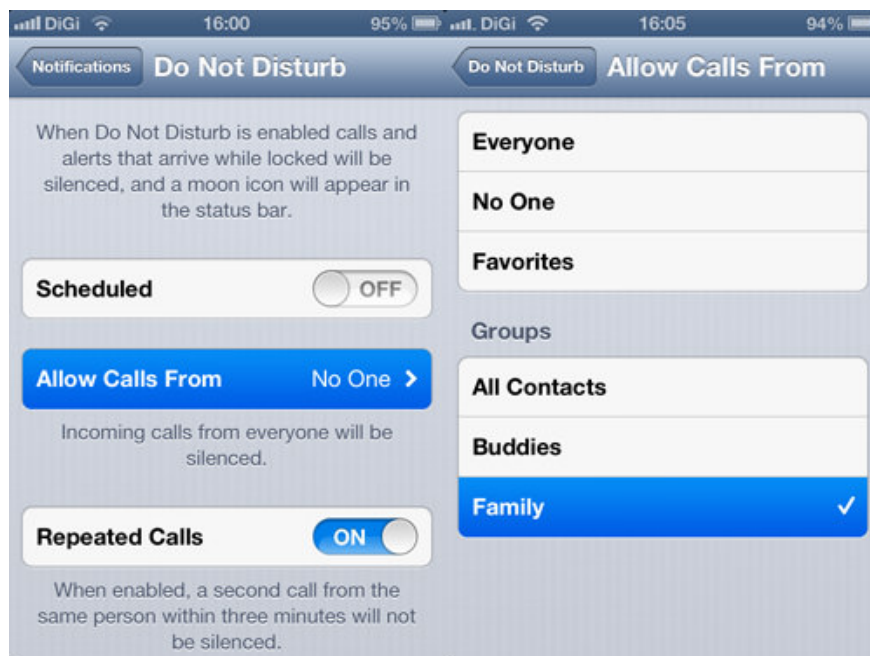 DiGi 16:00 95%
Notifications Do Not Disturb
When Do Not Disturb is enabled calls and
alerts that arrive while locked will be
silenced, and a moon icon will appear in
the status bar.
Scheduled OFF
Allow Calls From No One
Incoming calls from everyone will be
silenced.
Repeated Calls ON
When enabled, a second call from the
same person within three minutes will not
be silenced.
DiGi 16:05 94%
Do Not Disturb Allow Calls From
Everyone
No One
Favorites
Groups
All Contacts
Buddies
Family